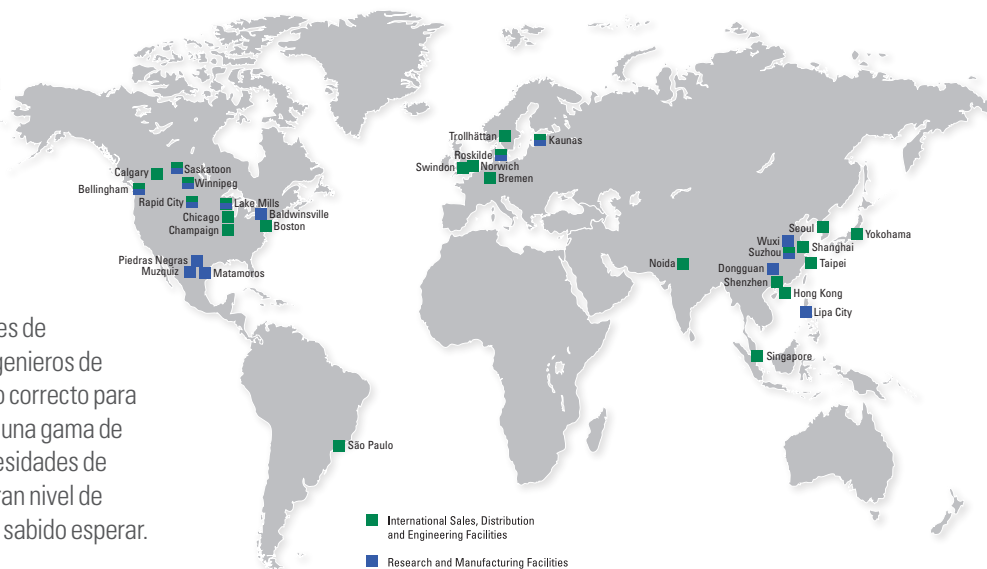 Trollhättan
Kaunas
Roskilde
Swindon
Norwich
Bremen
Calgary
Saskatoon
Winnipeg
Bellingham
Rapid City
Lake Mills
Baldwinsville
Chicago
Boston
Champaign
Piedras Negras
Muzquiz
Matamoros
Seoul
Yokohama
Wuxi
Shanghai
Suzhou
Noida
Taipei
Dongguan
Shenzhen
Hong Kong
Lipa City
Singapore
São Paulo
es de
genieros de
o correcto para
una gama de
esidades de
ran nivel de
sabido esperar.
International Sales, Distribution
and Engineering Facilities
Research and Manufacturing Facilities